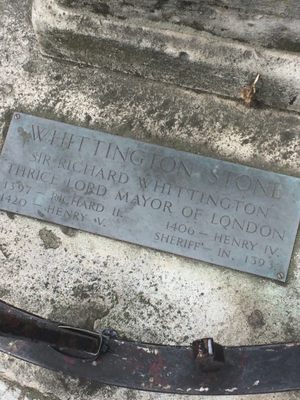 WHITTINGTON STONE
SIR RICHARD WHITTINGTON
THRICE LORD MAYOR OF LONDON
1397 RICHARD II. 1406 – HENRY IV.
1420 HENRY V. SHERIFF IN 1393